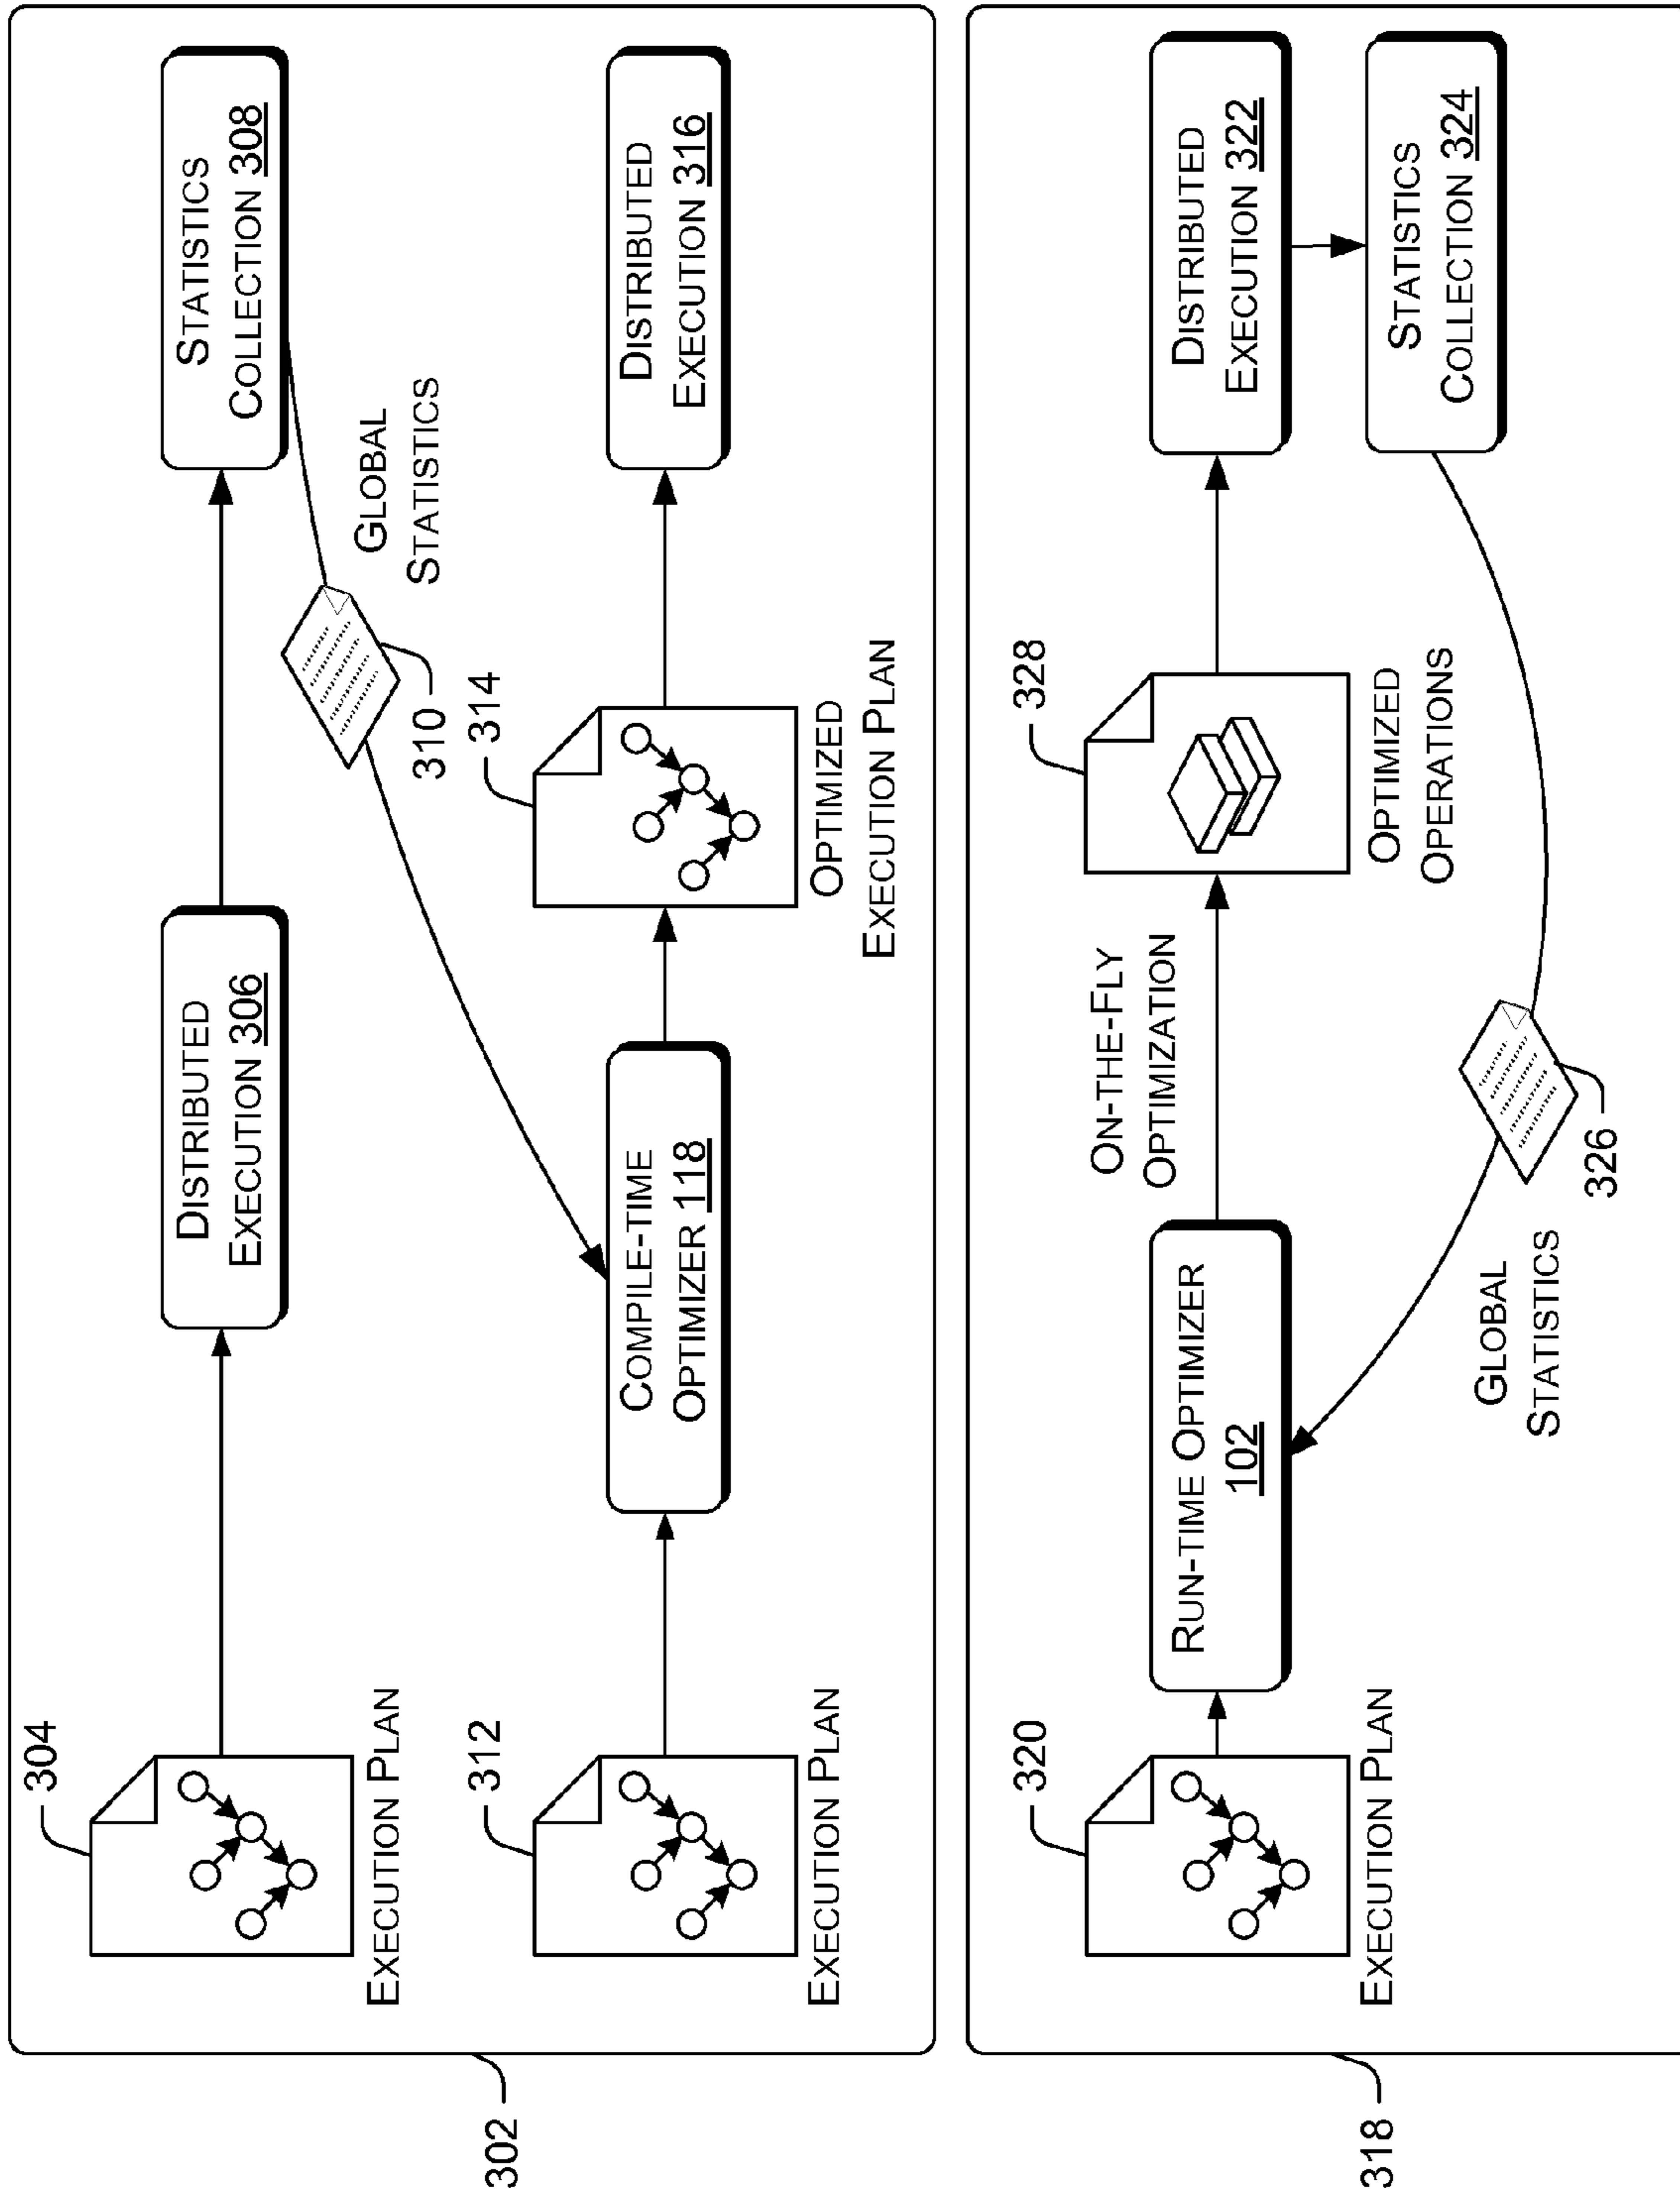 304
EXECUTION PLAN
DISTRIBUTED
EXECUTION 306
STATISTICS
COLLECTION 308
GLOBAL
STATISTICS
310
312
EXECUTION PLAN
COMPILE-TIME
OPTIMIZER 118
314
OPTIMIZED
EXECUTION PLAN
DISTRIBUTED
EXECUTION 316
302
320
EXECUTION PLAN
RUN-TIME OPTIMIZER
102
ON-THE-FLY
OPTIMIZATION
328
OPTIMIZED
OPERATIONS
DISTRIBUTED
EXECUTION 322
STATISTICS
COLLECTION 324
GLOBAL
STATISTICS
326
318